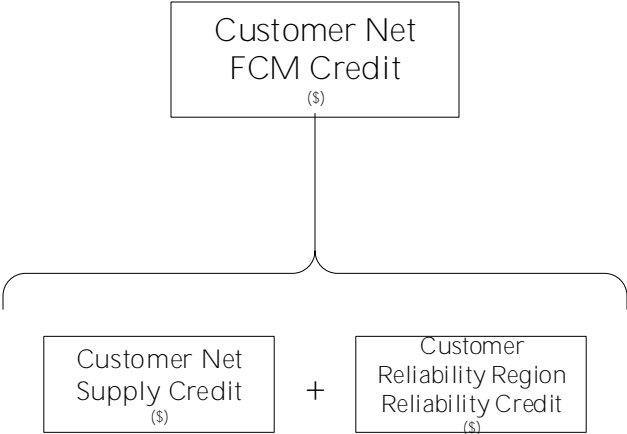 Customer Net
FCM Credit
($)
Customer Net
Supply Credit
($)
+
Customer
Reliability Region
Reliability Credit
($)